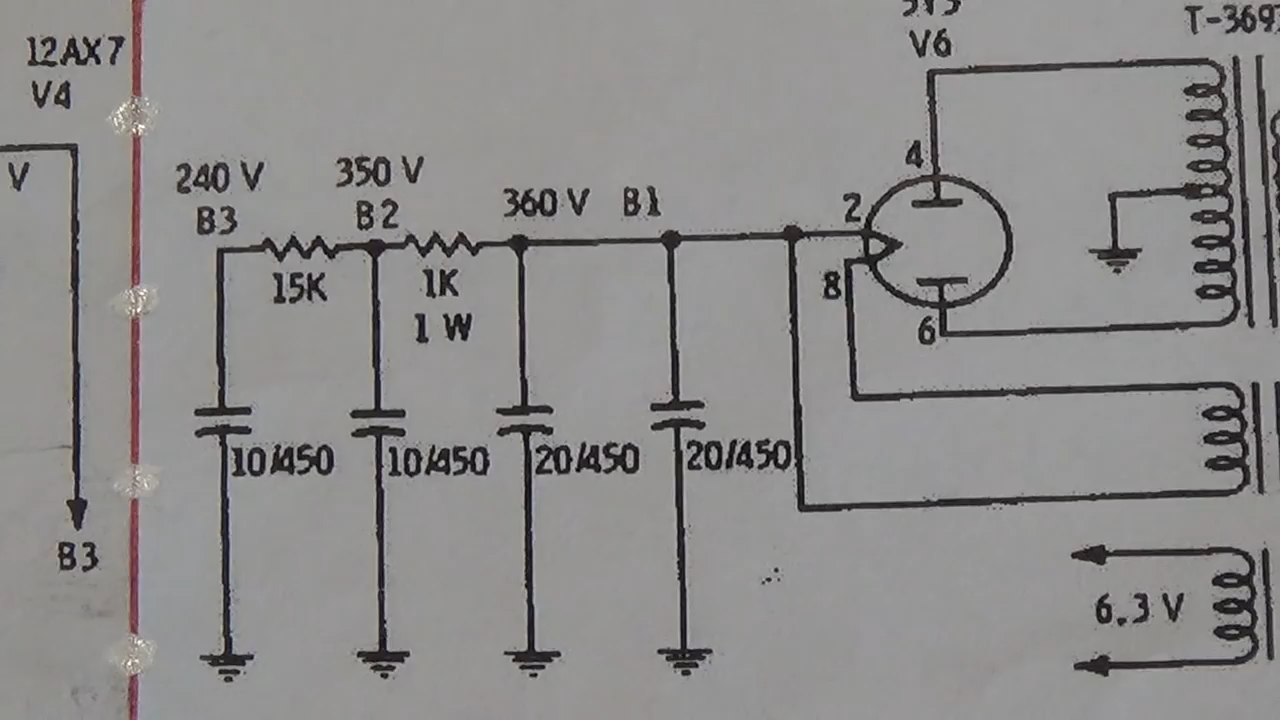 12AX7
V4
V
B3
240 V
B3
350 V
B2
360 V B1
15K
1K
1 W
10/450
10/450
20/450
20/450
V6
4
2
8
6
6.3 V